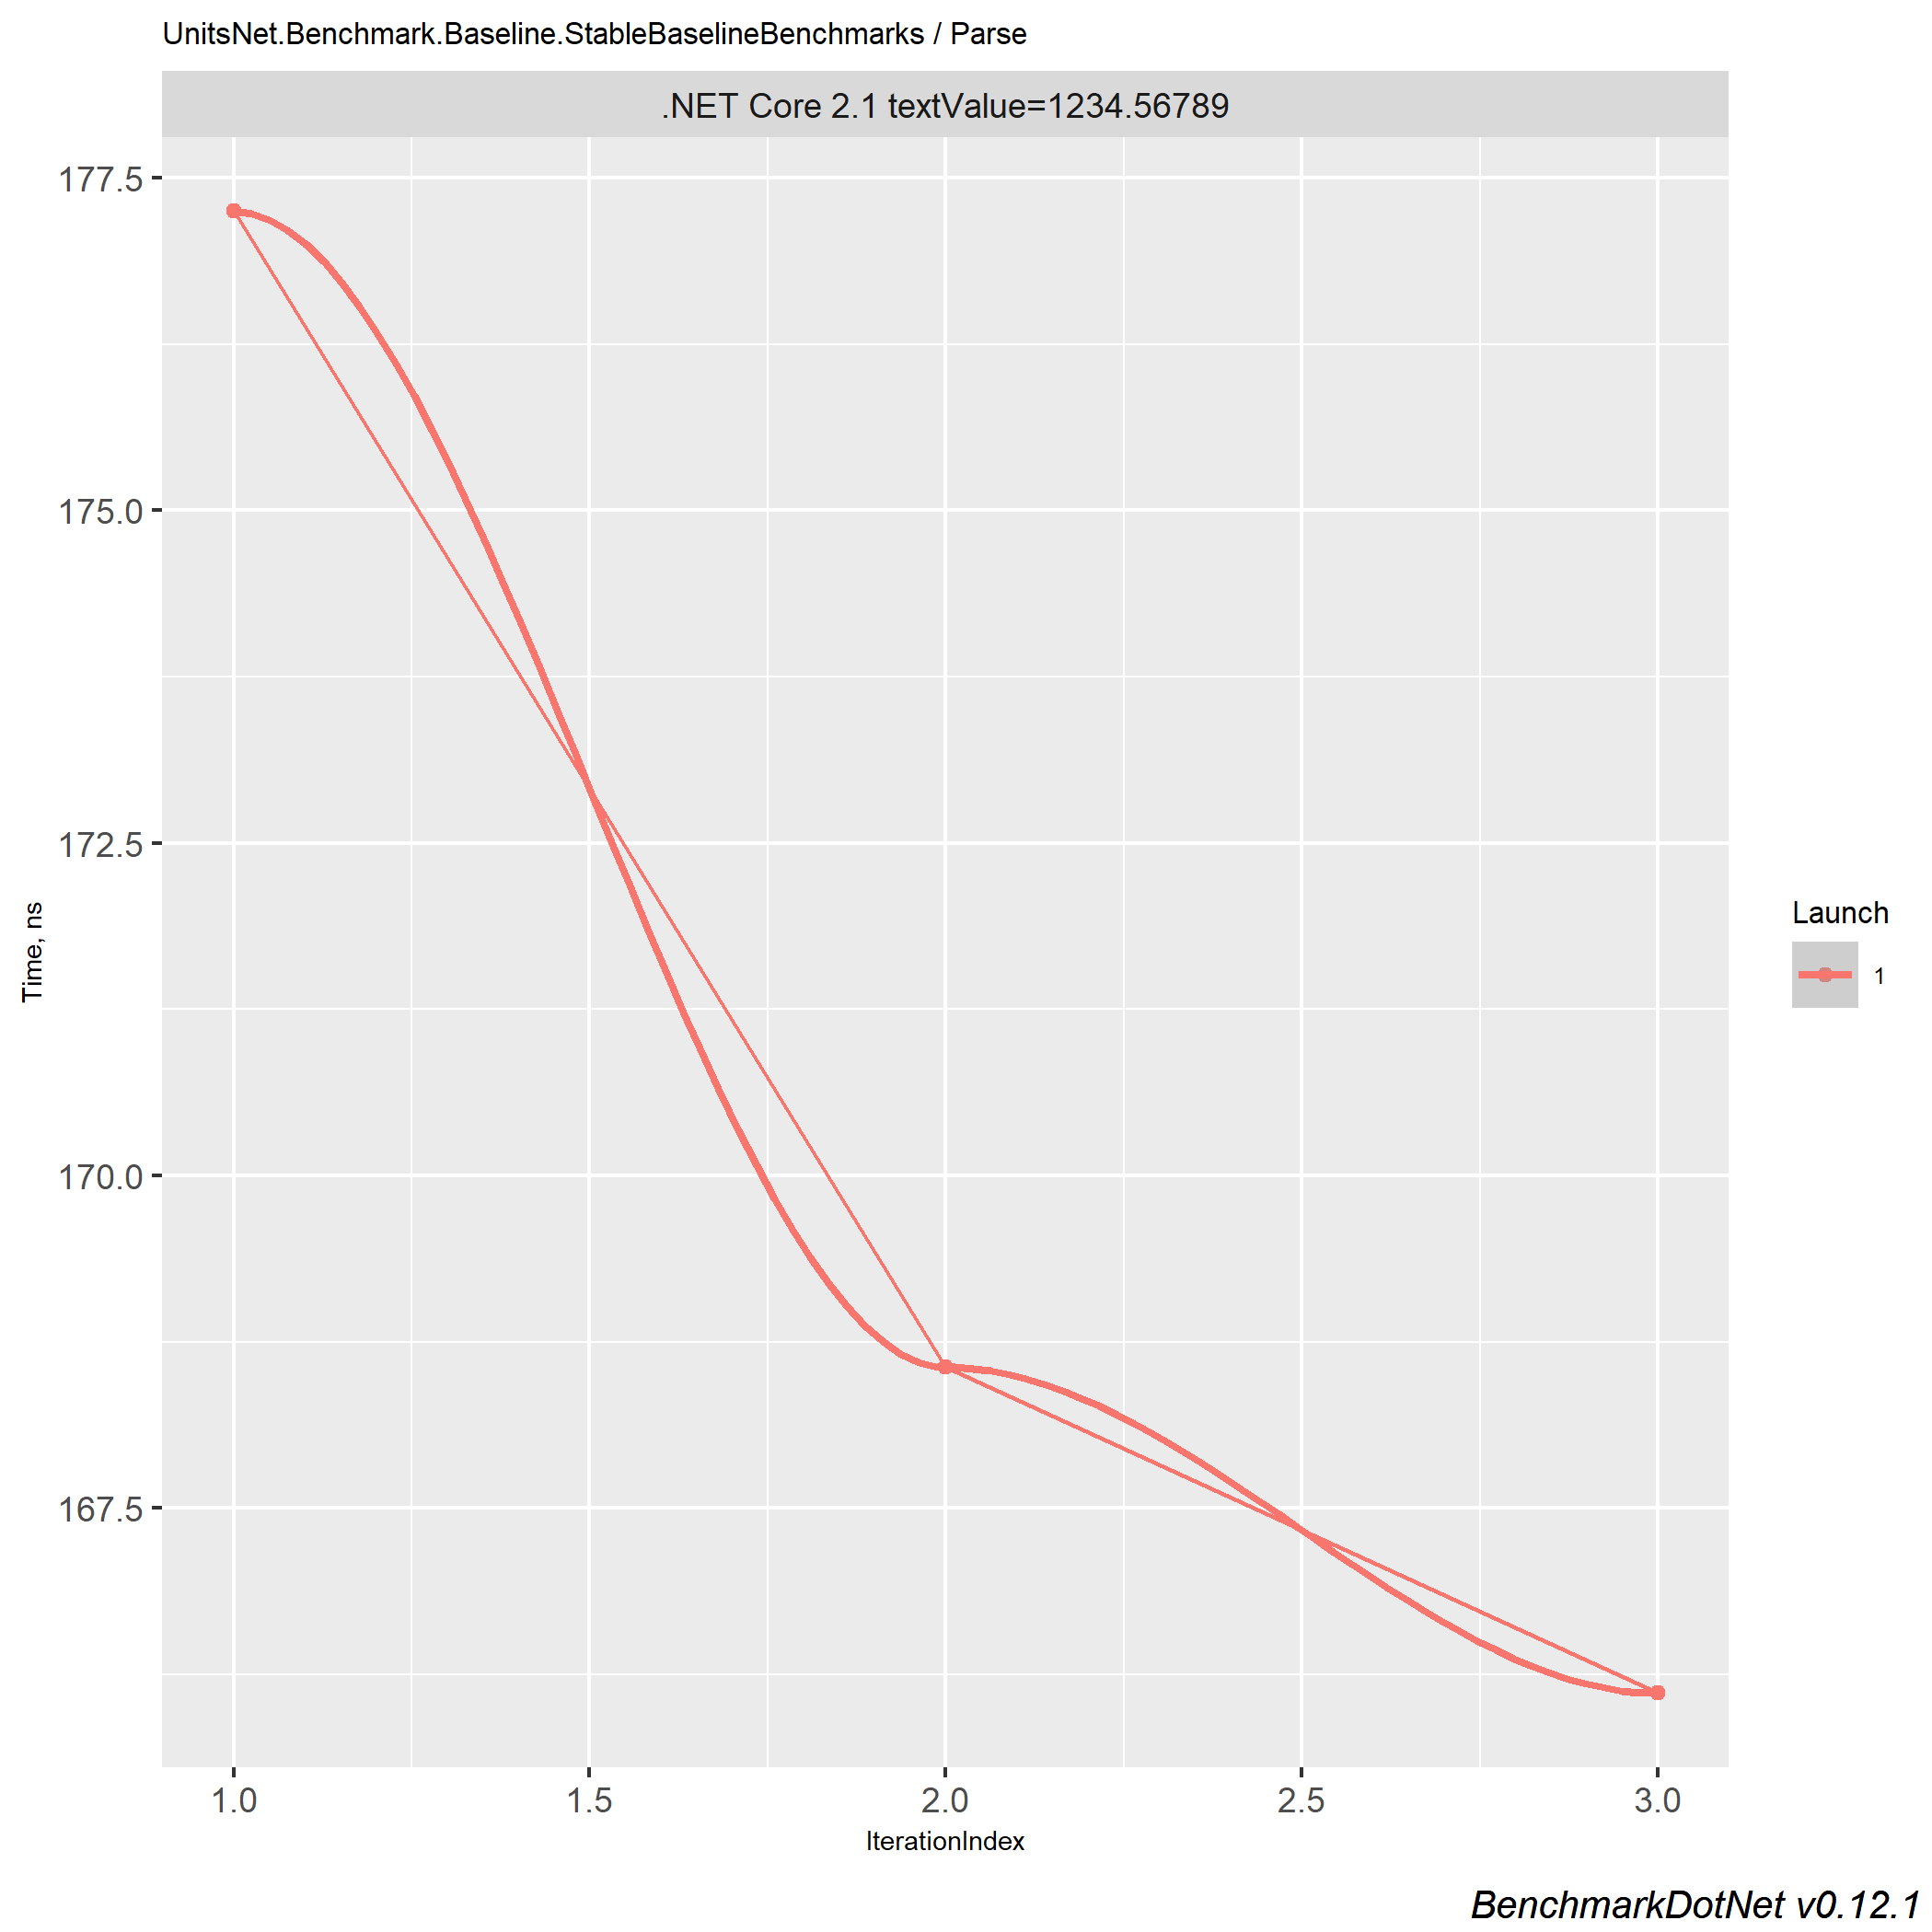 UnitsNet.Benchmark.Baseline.StableBaselineBenchmarks / Parse
.NET Core 2.1 textValue=1234.56789
177.5
175.0
172.5
170.0
167.5
Time, ns
1.0 1.5 2.0 2.5 3.0
IterationIndex
Launch
1
BenchmarkDotNet v0.12.1